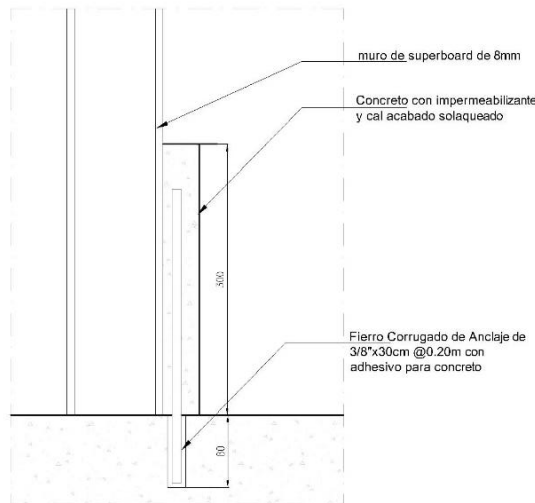 muro de superboard de 8mm
Concreto con impermeabilizante
y cal acabado solaqueado
300
Fierro Corrugado de Anclaje de
3/8"x30cm @0.20m con
adhesivo para concreto
80